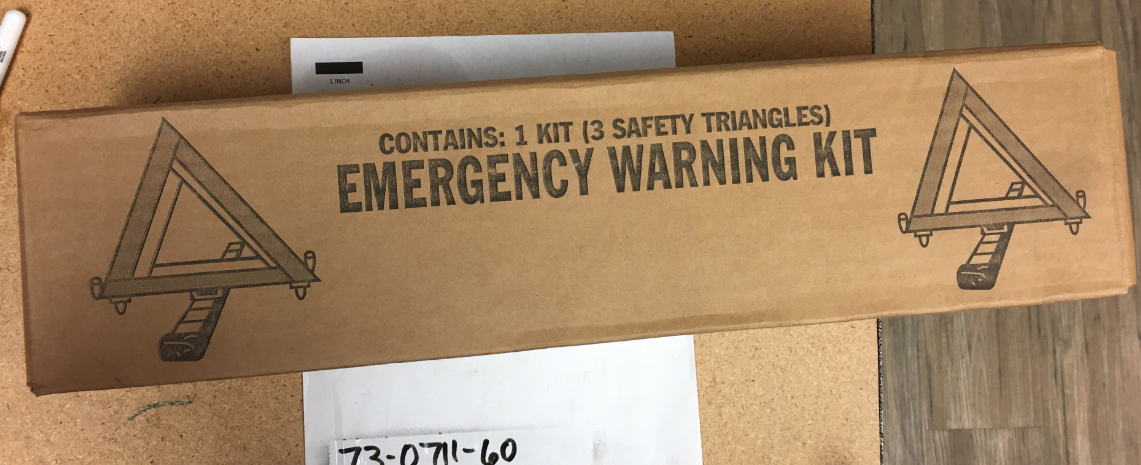 1 INCH
CONTAINS: 1 KIT (3 SAFETY TRIANGLES)
EMERGENCY WARNING KIT
73-0711-60